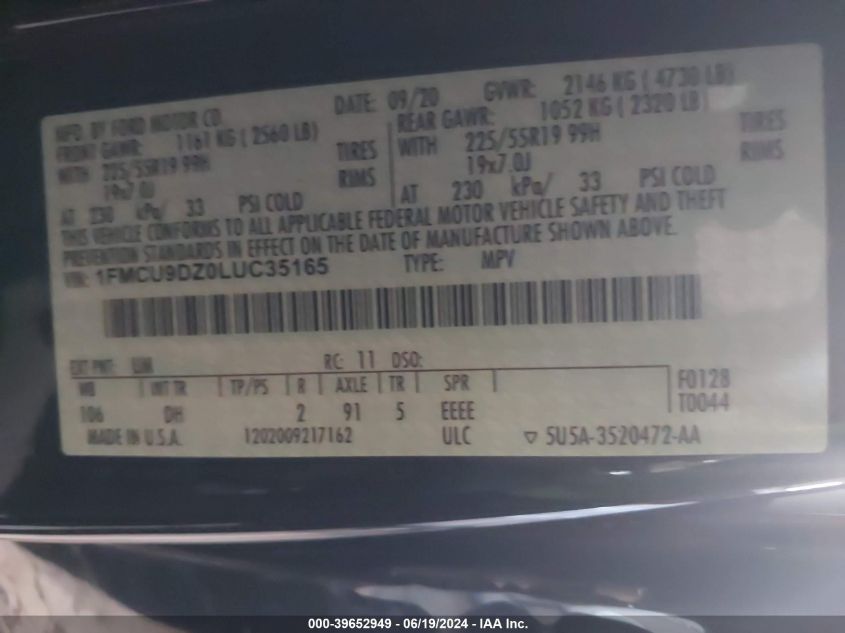 MFD. BY FORD MOTOR CO. DATE: 09/20 GVWR: 2146 KG ( 4730 LB)
FRONT GAWR: 1161 KG ( 2560 LB) REAR GAWR: 1052 KG ( 2320 LB)
WITH 225/55R19 99H TIRES WITH 225/55R19 99H TIRES
19x7.0J RIMS 19x7.0J RIMS
AT 230 kPa/ 33 PSI COLD AT 230 kPa/ 33 PSI COLD
THIS VEHICLE CONFORMS TO ALL APPLICABLE FEDERAL MOTOR VEHICLE SAFETY AND THEFT
PREVENTION STANDARDS IN EFFECT ON THE DATE OF MANUFACTURE SHOWN ABOVE.
VIN: 1FMCU9DZ0LUC35165 TYPE: MPV
EXT PNT: UM RC: 11 DSO:
WB INT TR TP/PS R AXLE TR SPR F0128
106 DH 2 91 5 EEEE T0044
MADE IN U.S.A. 1202009217162 ULC ▽ 5U5A-3520472-AA
000-39652949 - 06/19/2024 - IAA Inc.